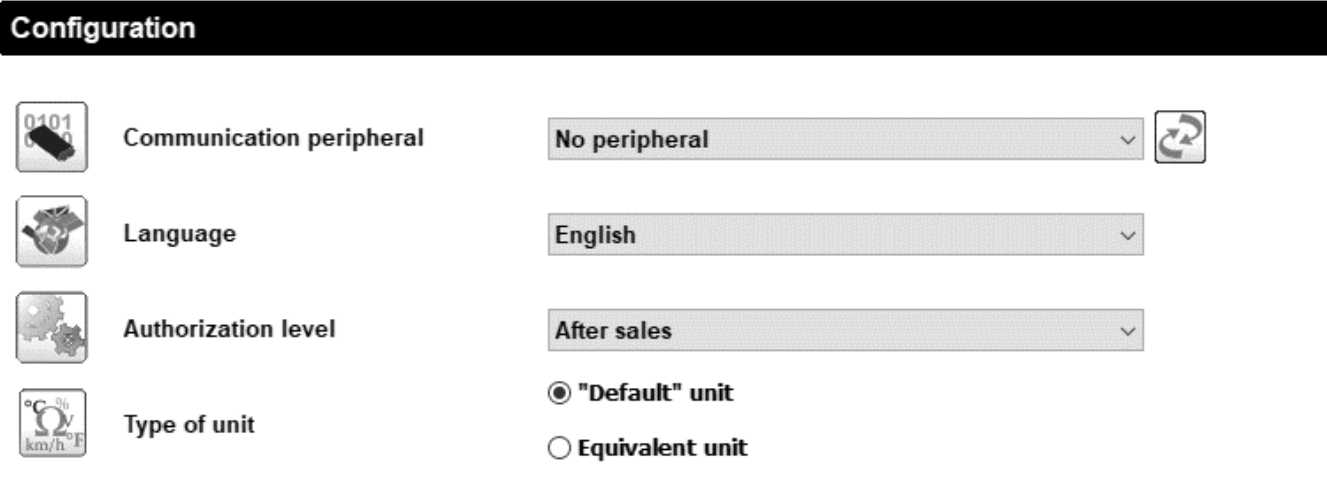 Configuration
0101
Communication peripheral
No peripheral
Language
English
Authorization level
After sales
"Default" unit
°C % V
Type of unit
km/h °F
Equivalent unit